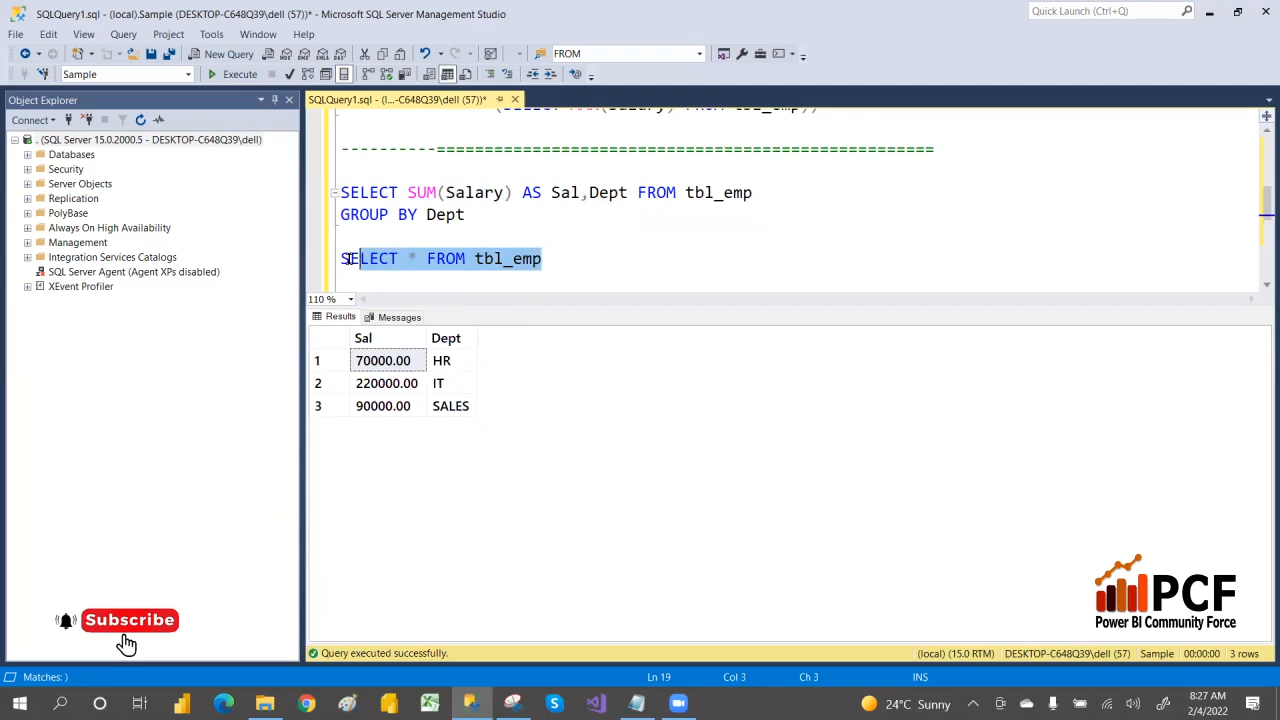 SQLQuery1.sql - (local).Sample (DESKTOP-C648Q39\dell (57))* - Microsoft SQL Server Management Studio
Quick Launch (Ctrl+Q)
File Edit View Query Project Tools Window Help
New Query FROM
Sample Execute
Object Explorer
SQLQuery1.sql - (l...-C648Q39\dell (57))*
Connect
. (SQL Server 15.0.2000.5 - DESKTOP-C648Q39\dell)
Databases
Security
Server Objects
Replication
PolyBase
Always On High Availability
Management
Integration Services Catalogs
SQL Server Agent (Agent XPs disabled)
XEvent Profiler
(SELECT MAX(Salary) FROM tbl_emp))
----------====================================================
SELECT SUM(Salary) AS Sal,Dept FROM tbl_emp
GROUP BY Dept
SELECT * FROM tbl_emp
110 %
Results Messages
Sal Dept
1 70000.00 HR
2 220000.00 IT
3 90000.00 SALES
Subscribe
PCF
Power BI Community Force
Query executed successfully. (local) (15.0 RTM) DESKTOP-C648Q39\dell (57) Sample 00:00:00 3 rows
Matches: Ln 19 Col 3 Ch 3 INS
24°C Sunny
8:27 AM
2/4/2022